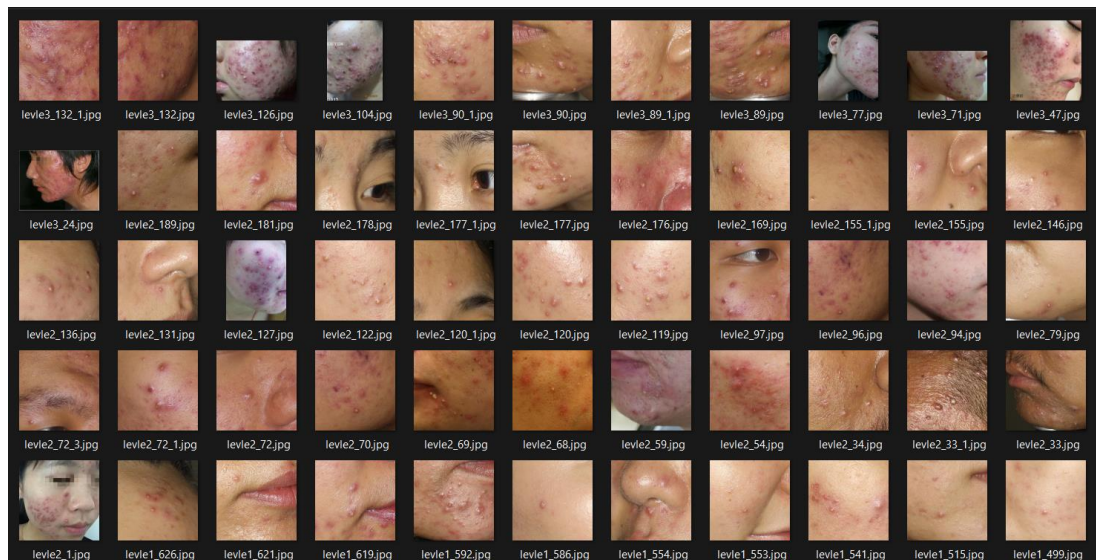 levle3_132_1.jpg levle3_132.jpg levle3_126.jpg levle3_104.jpg levle3_90_1.jpg levle3_90.jpg levle3_89_1.jpg levle3_89.jpg levle3_77.jpg levle3_71.jpg levle3_47.jpg
levle3_24.jpg levle2_189.jpg levle2_181.jpg levle2_178.jpg levle2_177_1.jpg levle2_177.jpg levle2_176.jpg levle2_169.jpg levle2_155_1.jpg levle2_155.jpg levle2_146.jpg
levle2_136.jpg levle2_131.jpg levle2_127.jpg levle2_122.jpg levle2_120_1.jpg levle2_120.jpg levle2_119.jpg levle2_97.jpg levle2_96.jpg levle2_94.jpg levle2_79.jpg
levle2_72_3.jpg levle2_72_1.jpg levle2_72.jpg levle2_70.jpg levle2_69.jpg levle2_68.jpg levle2_59.jpg levle2_54.jpg levle2_34.jpg levle2_33_1.jpg levle2_33.jpg
levle2_1.jpg levle1_626.jpg levle1_621.jpg levle1_619.jpg levle1_592.jpg levle1_586.jpg levle1_554.jpg levle1_553.jpg levle1_541.jpg levle1_515.jpg levle1_499.jpg